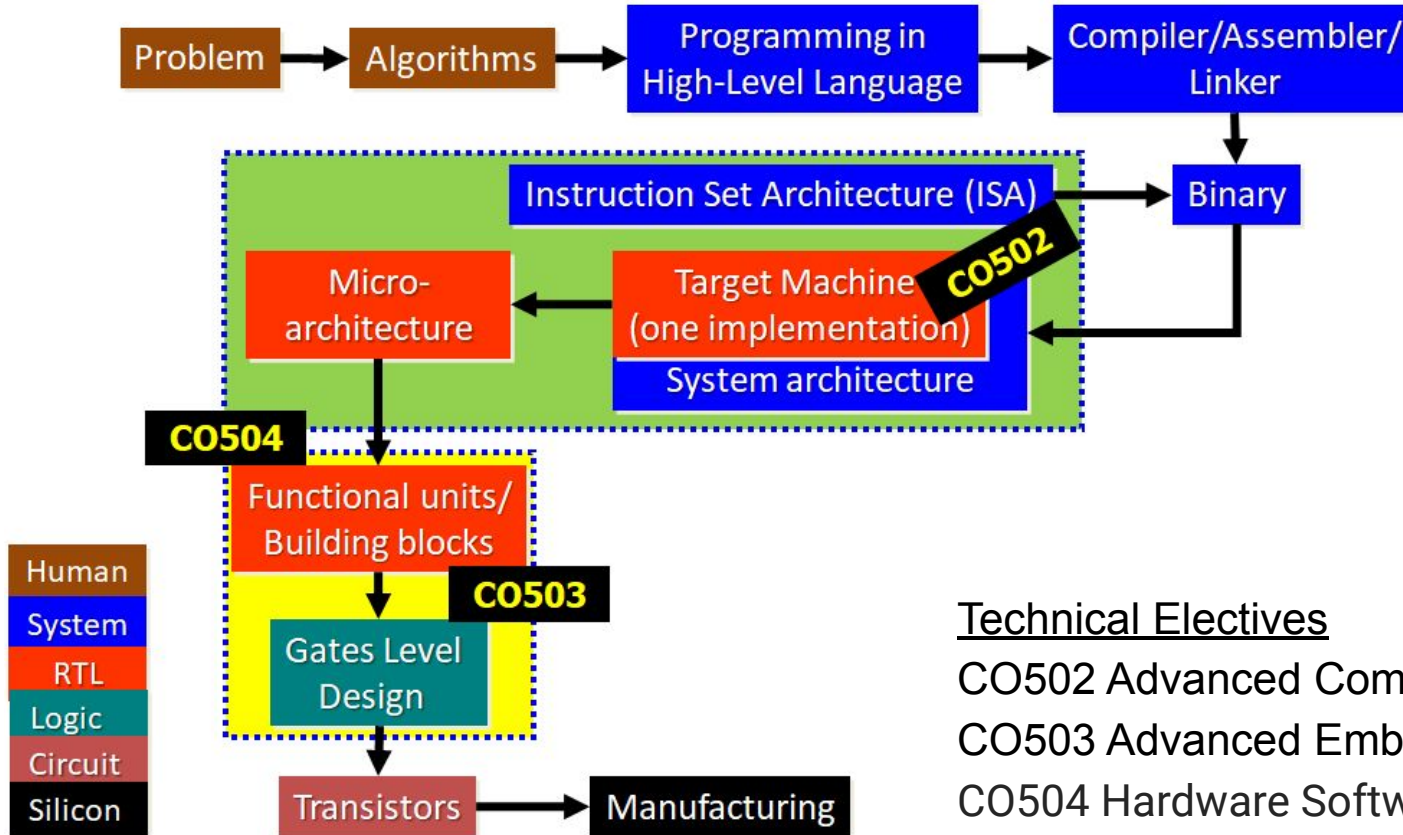 Problem
Algorithms
Programming in
High-Level Language
Compiler/Assembler/
Linker
Instruction Set Architecture (ISA)
Binary
CO502
Micro-
architecture
Target Machine
(one implementation)
System architecture
CO504
Functional units/
Building blocks
CO503
Gates Level
Design
Transistors
Manufacturing
Human
System
RTL
Logic
Circuit
Silicon
Technical Electives
CO502 Advanced Com
CO503 Advanced Emb
CO504 Hardware Softw